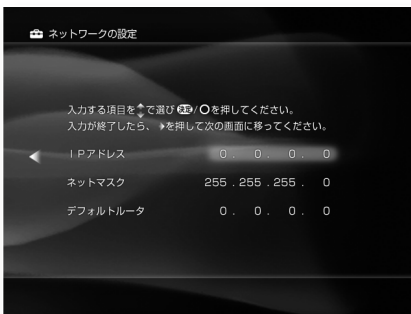 ネットワークの設定
入力する項目を で選び 決定/○を押してください。
入力が終了したら、 を押して次の画面に移ってください。
IPアドレス 0. 0. 0. 0
ネットマスク 255.255.255. 0
デフォルトルータ 0. 0. 0. 0